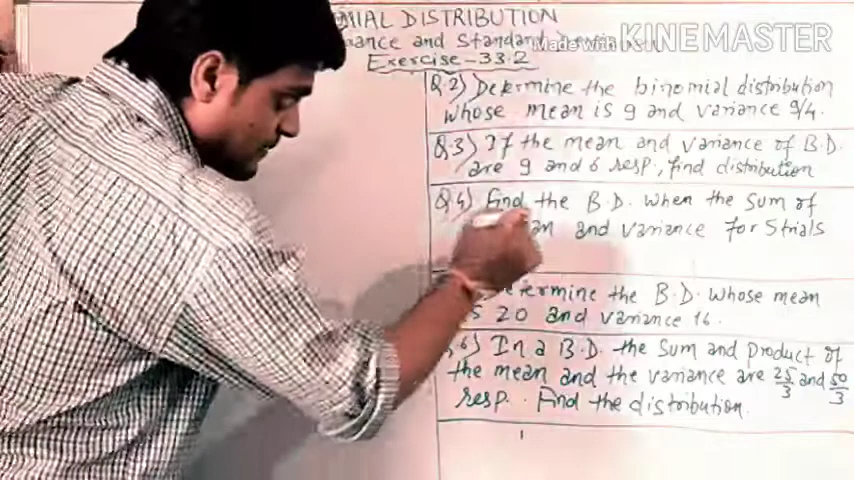 MIAL DISTRIBUTION
ance and Standard
Made with KINEMASTER
Exercise-33.2
Q.2) Determine the binomial distribution
whose mean is 9 and variance 9/4.
Q.3) If the mean and variance of B.D.
are 9 and 6 resp., find distribution
Q.4) Find the B.D. when the sum of
an and variance for 5 trials
etermine the B.D. whose mean
is 20 and variance 16.
6) In a B.D. the sum and product of
the mean and the variance are 25/3 and 50/3
resp. Find the distribution.